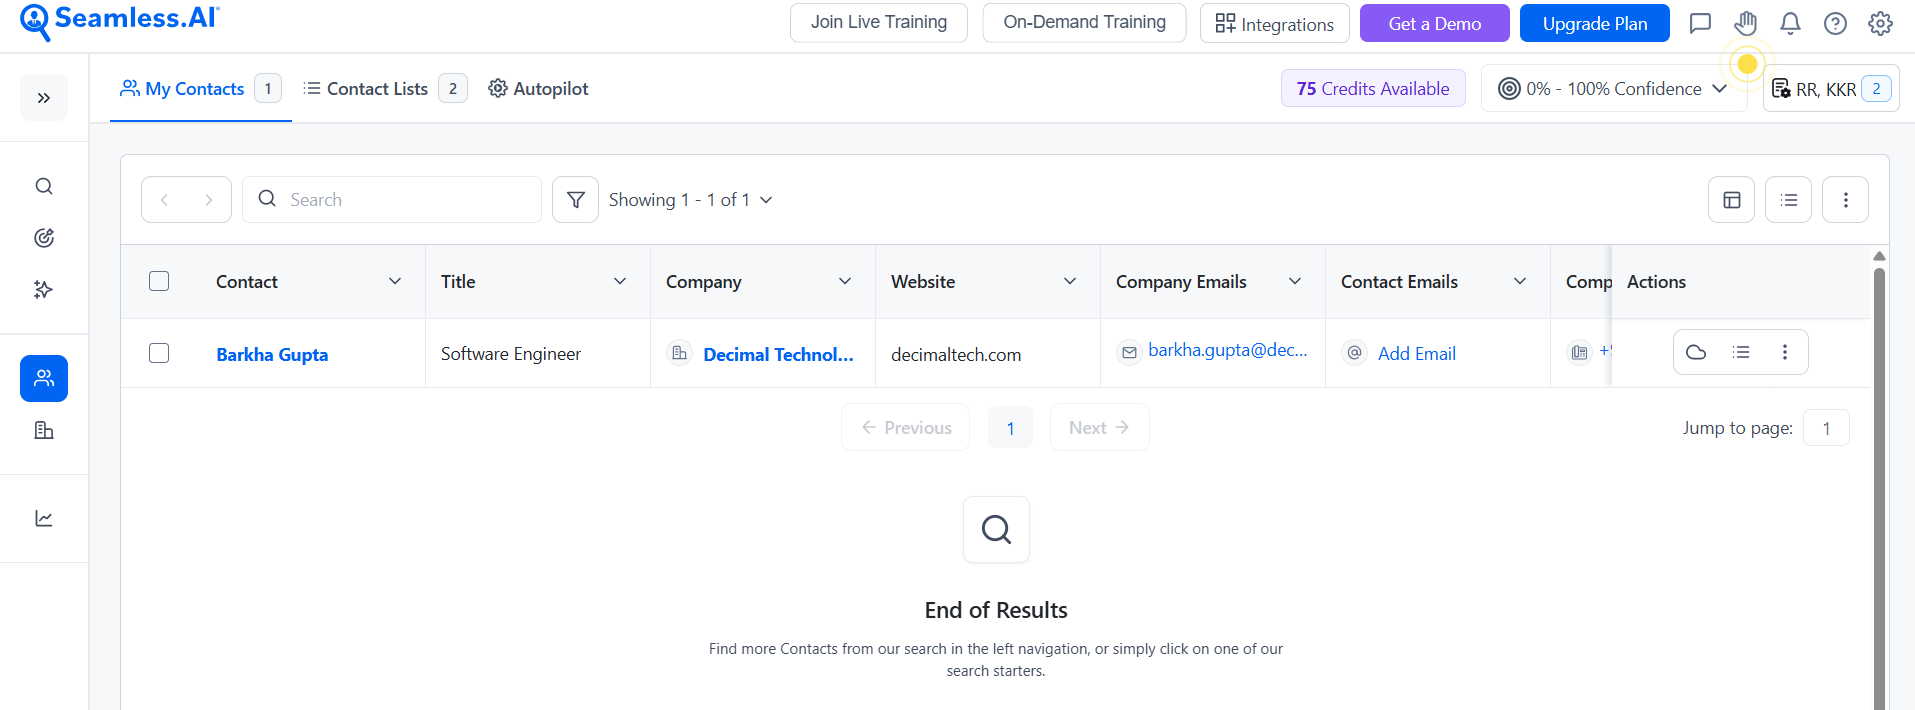 Seamless.AI
Join Live Training
On-Demand Training
Integrations
Get a Demo
Upgrade Plan
My Contacts 1
Contact Lists 2
Autopilot
75 Credits Available
0% - 100% Confidence
RR, KKR 2
Search
Showing 1 - 1 of 1
Contact
Title
Company
Website
Company Emails
Contact Emails
Comp
Actions
Barkha Gupta
Software Engineer
Decimal Technol...
decimaltech.com
barkha.gupta@dec...
Add Email
Previous
1
Next
Jump to page: 1
End of Results
Find more Contacts from our search in the left navigation, or simply click on one of our
search starters.